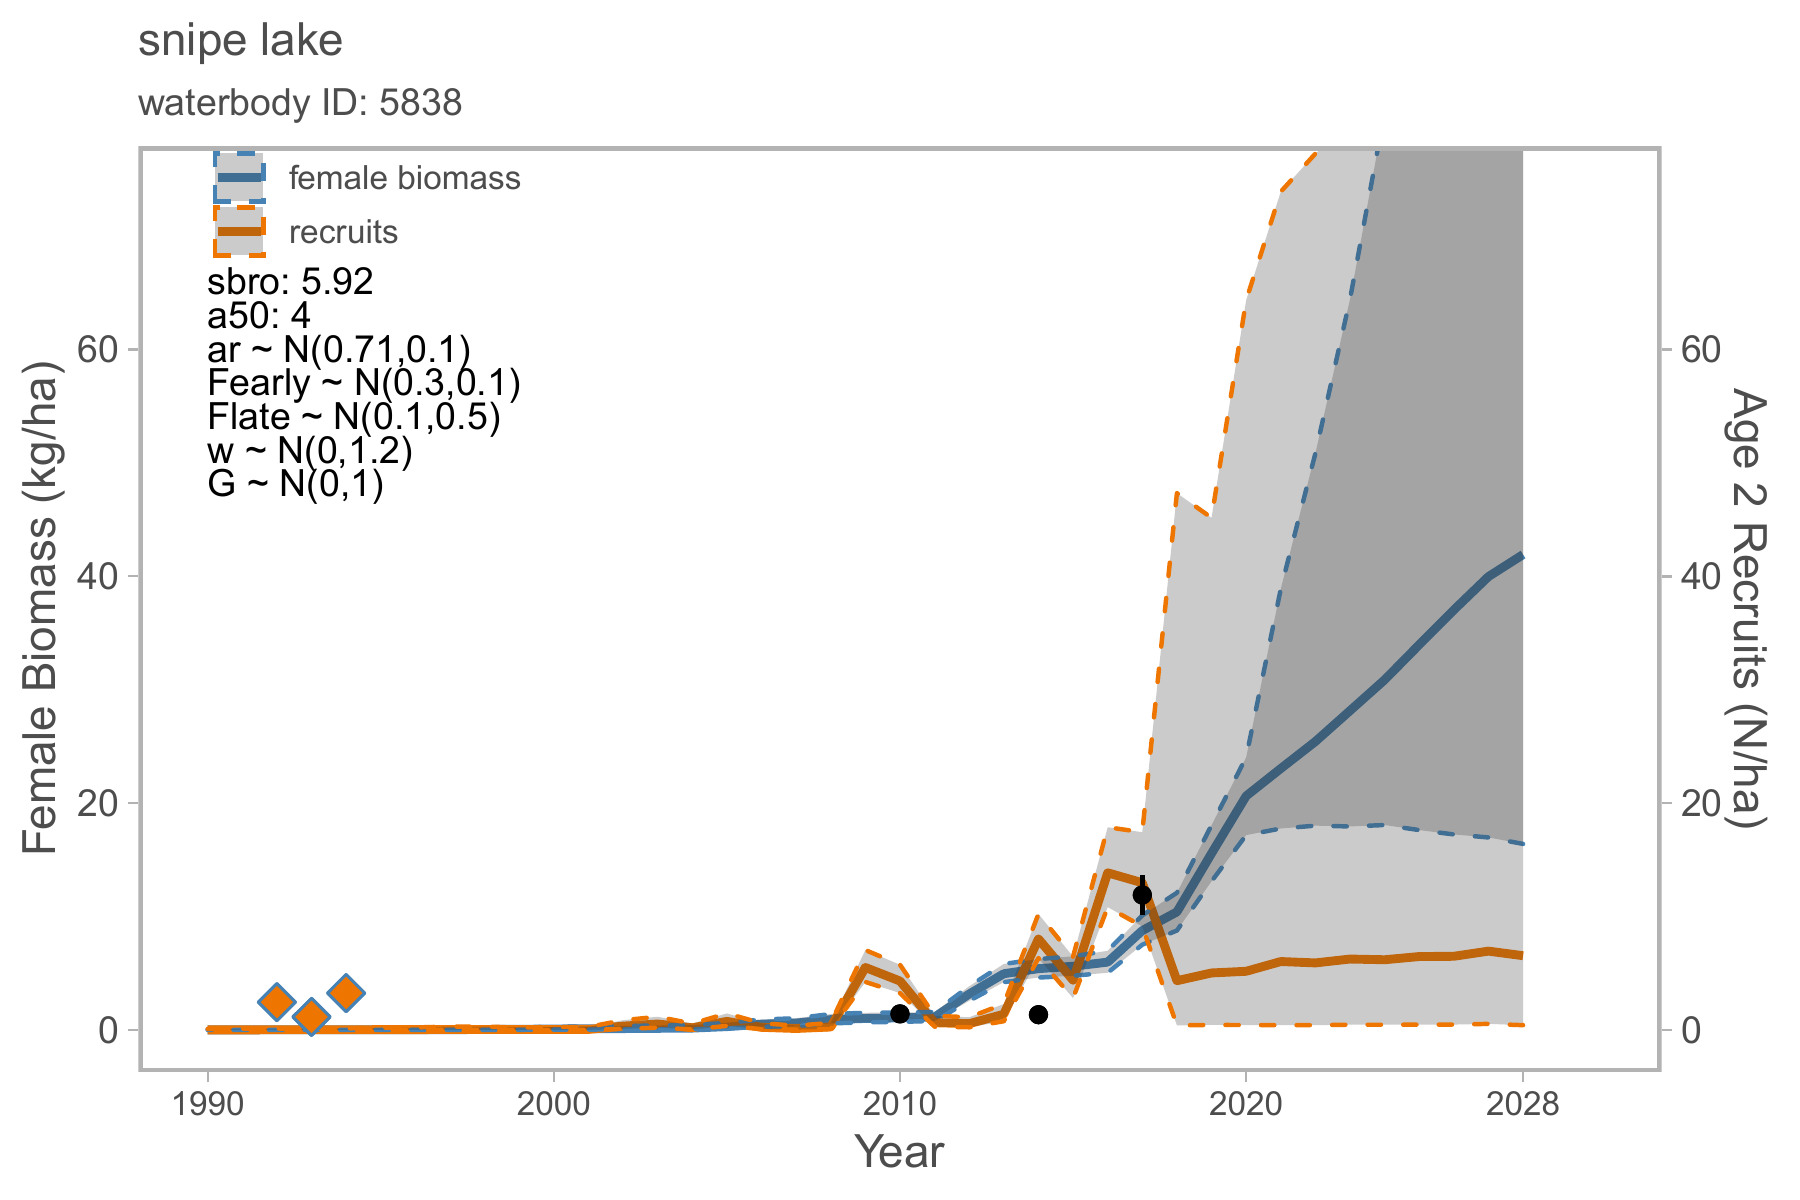 snipe lake
waterbody ID: 5838
female biomass
recruits
sbro: 5.92
a50: 4
ar ~ N(0.71,0.1)
Fearly ~ N(0.3,0.1)
Flate ~ N(0.1,0.5)
w ~ N(0,1.2)
G ~ N(0,1)
Female Biomass (kg/ha)
60
40
20
0
60
40
20
0
Age 2 Recruits (N/ha)
1990
2000
2010
2020
2028
Year